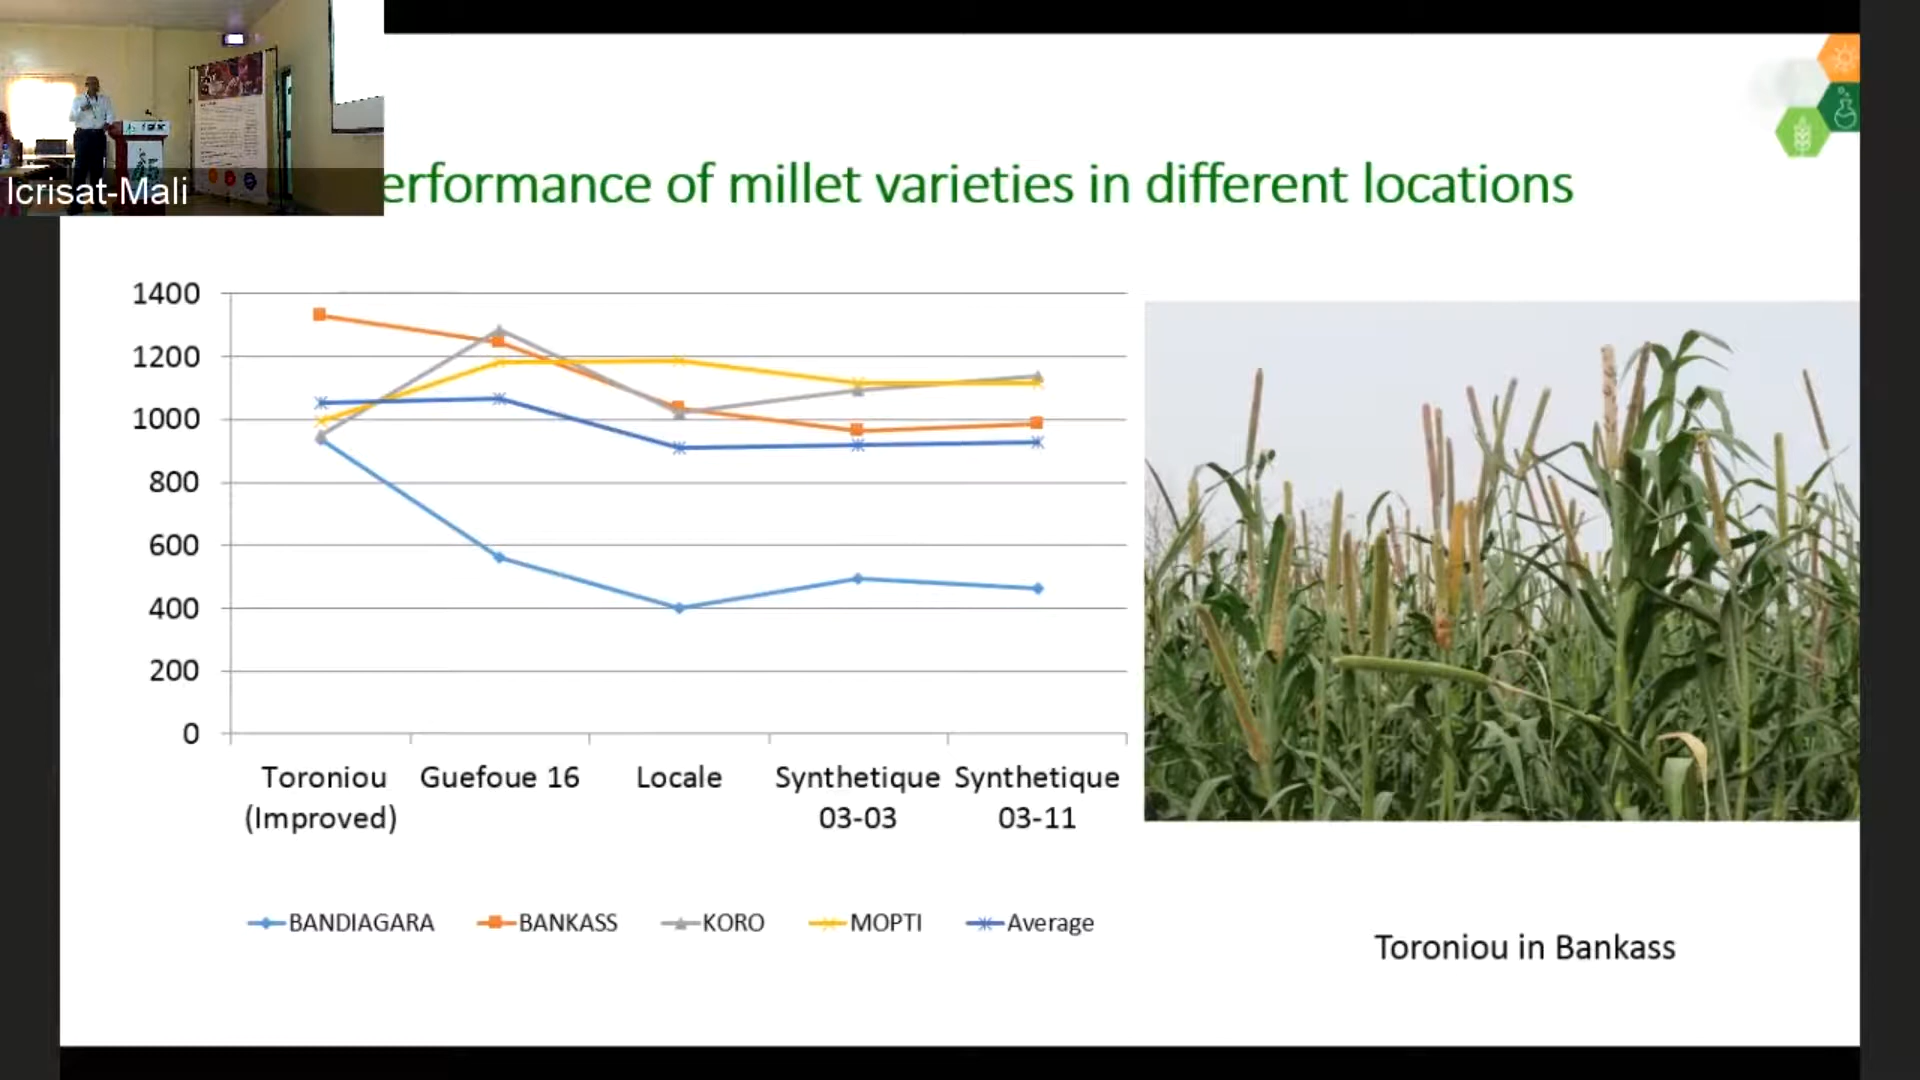 Icrisat-Mali
erformance of millet varieties in different locations
1400
1200
1000
800
600
400
200
0
Toroniou (Improved)
Guefoue 16
Locale
Synthetique 03-03
Synthetique 03-11
BANDIAGARA
BANKASS
KORO
MOPTI
Average
Toroniou in Bankass